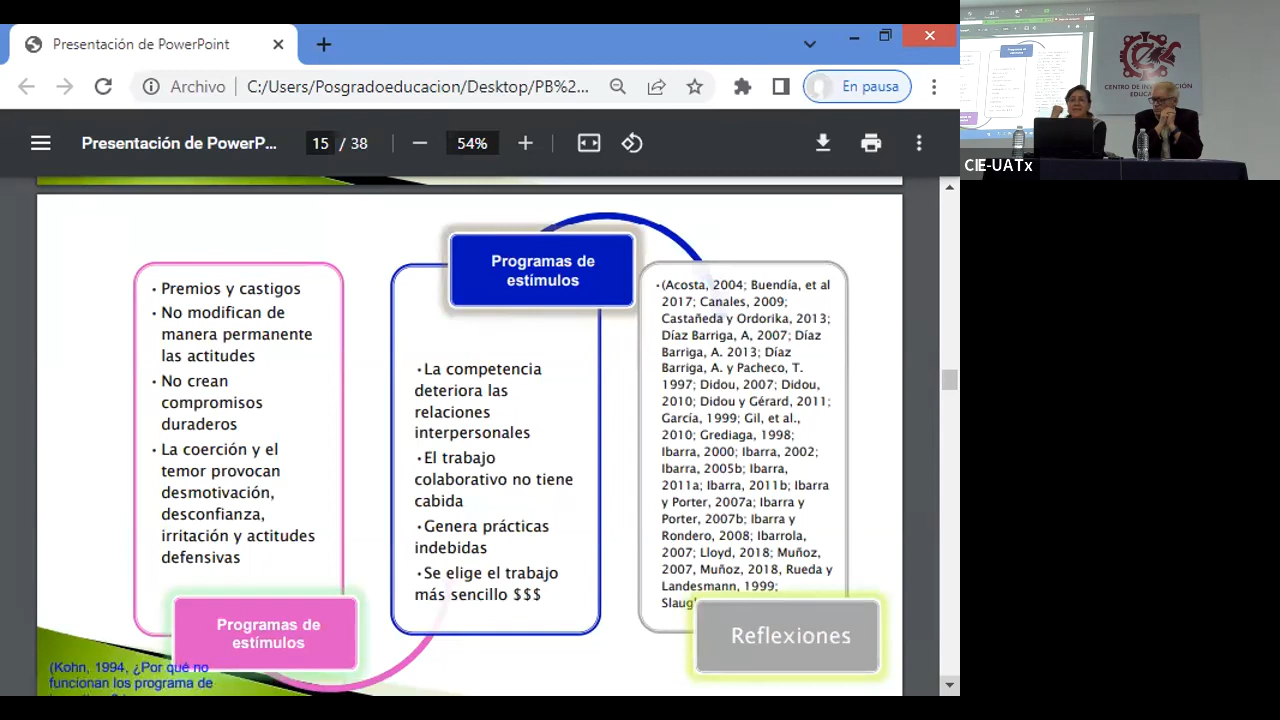 Presentación de PowerPoint
Archivo
C:/Users/Posgradoeducacion/Desktop/PB%2...
En pausa
Presentación de PowerP...
15 / 38
54%
Programas de
estímulos
• Premios y castigos
• No modifican de
manera permanente
las actitudes
• No crean
compromisos
duraderos
• La coerción y el
temor provocan
desmotivación,
desconfianza,
irritación y actitudes
defensivas
Programas de
estímulos
(Kohn, 1994, ¿Por qué no
funcionan los programa de
•La competencia
deteriora las
relaciones
interpersonales
•El trabajo
colaborativo no tiene
cabida
•Genera prácticas
indebidas
•Se elige el trabajo
más sencillo $$$
•(Acosta, 2004; Buendía, et al
2017; Canales, 2009;
Castañeda y Ordorika, 2013;
Díaz Barriga, A, 2007; Díaz
Barriga, A. 2013; Díaz
Barriga, A. y Pacheco, T.
1997; Didou, 2007; Didou,
2010; Didou y Gérard, 2011;
García, 1999; Gil, et al.,
2010; Grediaga, 1998;
Ibarra, 2000; Ibarra, 2002;
Ibarra, 2005b; Ibarra,
2011a; Ibarra, 2011b; Ibarra
y Porter, 2007a; Ibarra y
Porter, 2007b; Ibarra y
Rondero, 2008; Ibarrola,
2007; Lloyd, 2018; Muñoz,
2007, Muñoz, 2018, Rueda y
Landesmann, 1999;
Reflexiones
CENTRO DE INVESTIGACIÓN
CIE-UATx